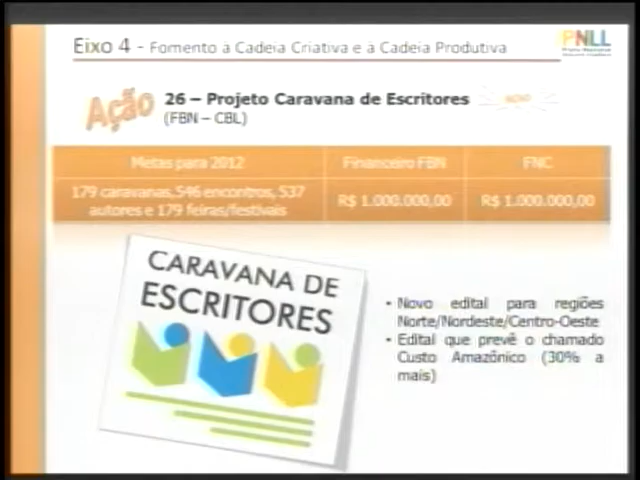 Eixo 4 - Fomento à Cadeia Criativa e à Cadeia Produtiva
PNLL
Ação
26 – Projeto Caravana de Escritores
(FBN – CBL)
NOVO
Metas para 2012
Financeiro FBN
FNC
179 caravanas, 546 encontros, 537
autores e 179 feiras/festivais
R$ 1.000.000,00
R$ 1.000.000,00
CARAVANA DE
ESCRITORES
• Novo edital para regiões
Norte/Nordeste/Centro-Oeste
• Edital que prevê o chamado
Custo Amazônico (30% a
mais)